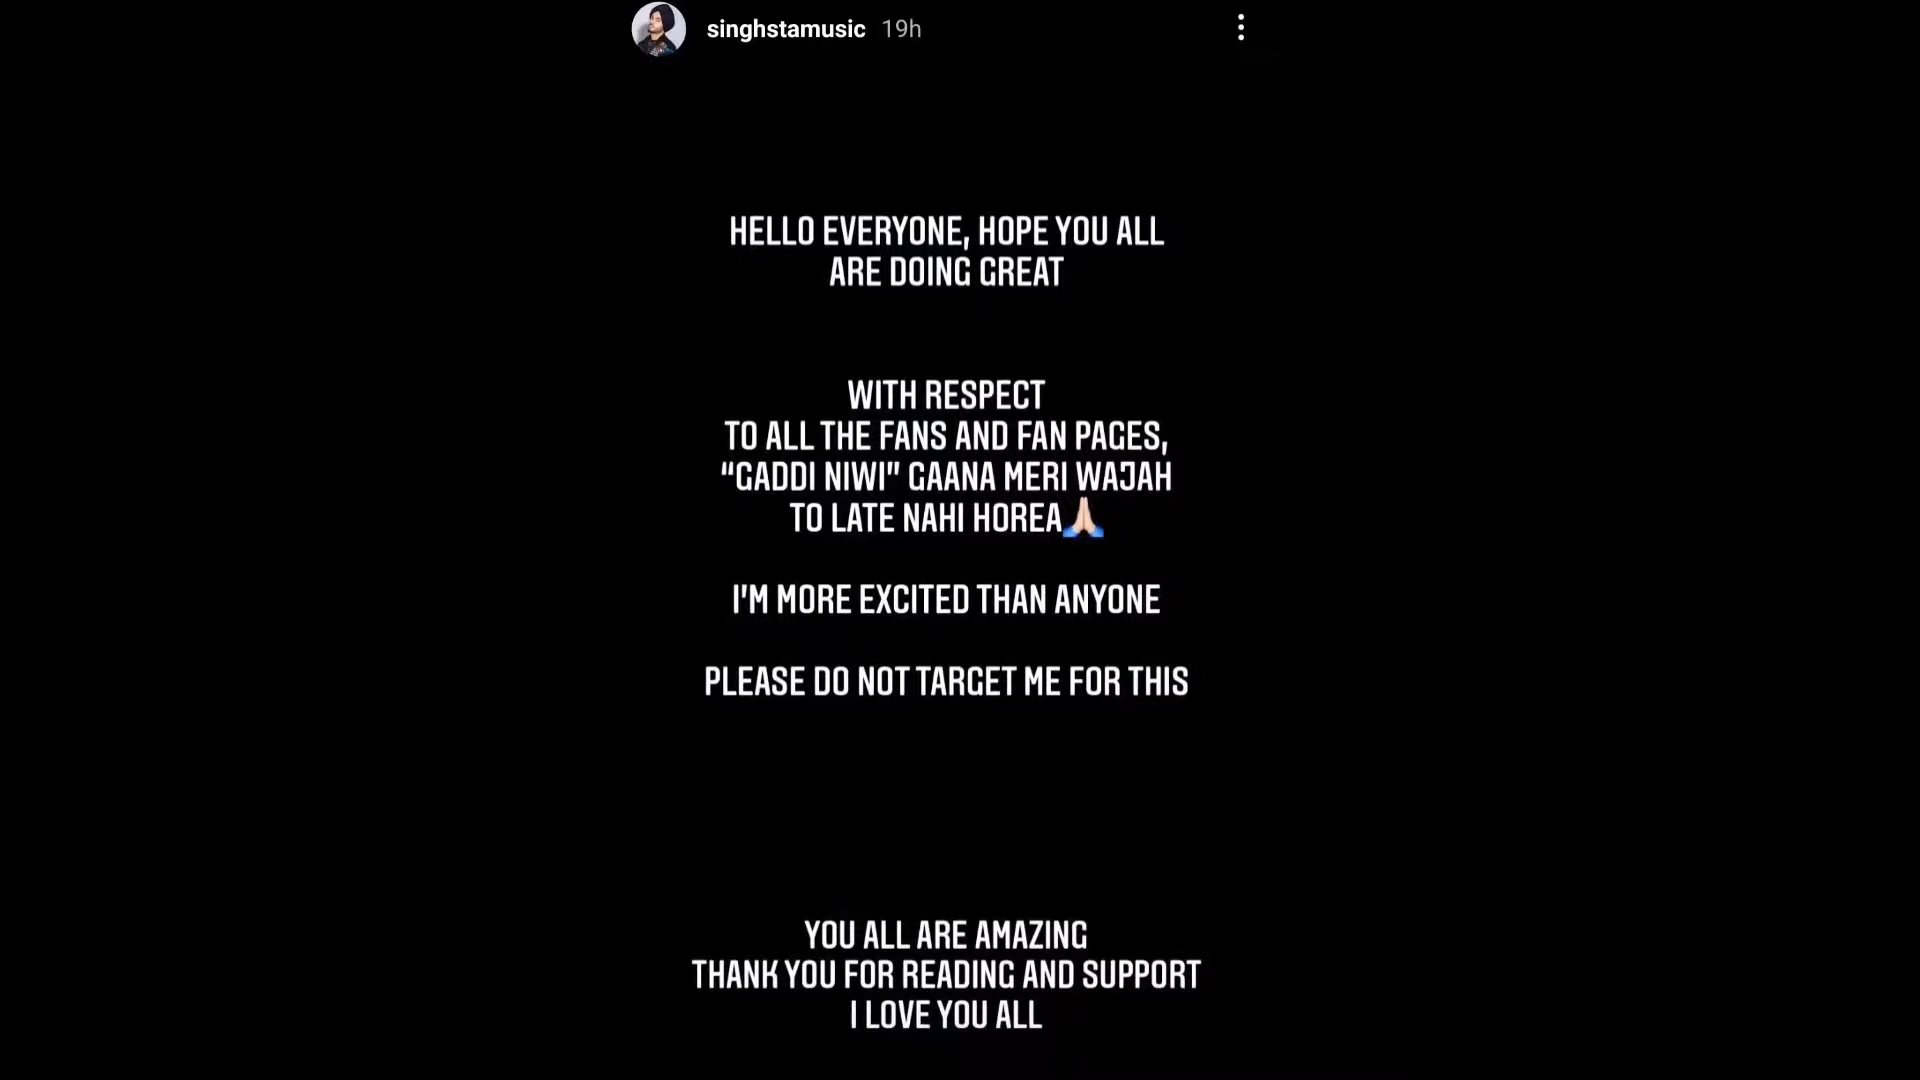 singhstamusic 19h
HELLO EVERYONE, HOPE YOU ALL
ARE DOING GREAT
WITH RESPECT
TO ALL THE FANS AND FAN PAGES,
“GADDI NIWI” GAANA MERI WAJAH
TO LATE NAHI HOREA🙏🏻
I'M MORE EXCITED THAN ANYONE
PLEASE DO NOT TARGET ME FOR THIS
YOU ALL ARE AMAZING
THANK YOU FOR READING AND SUPPORT
I LOVE YOU ALL